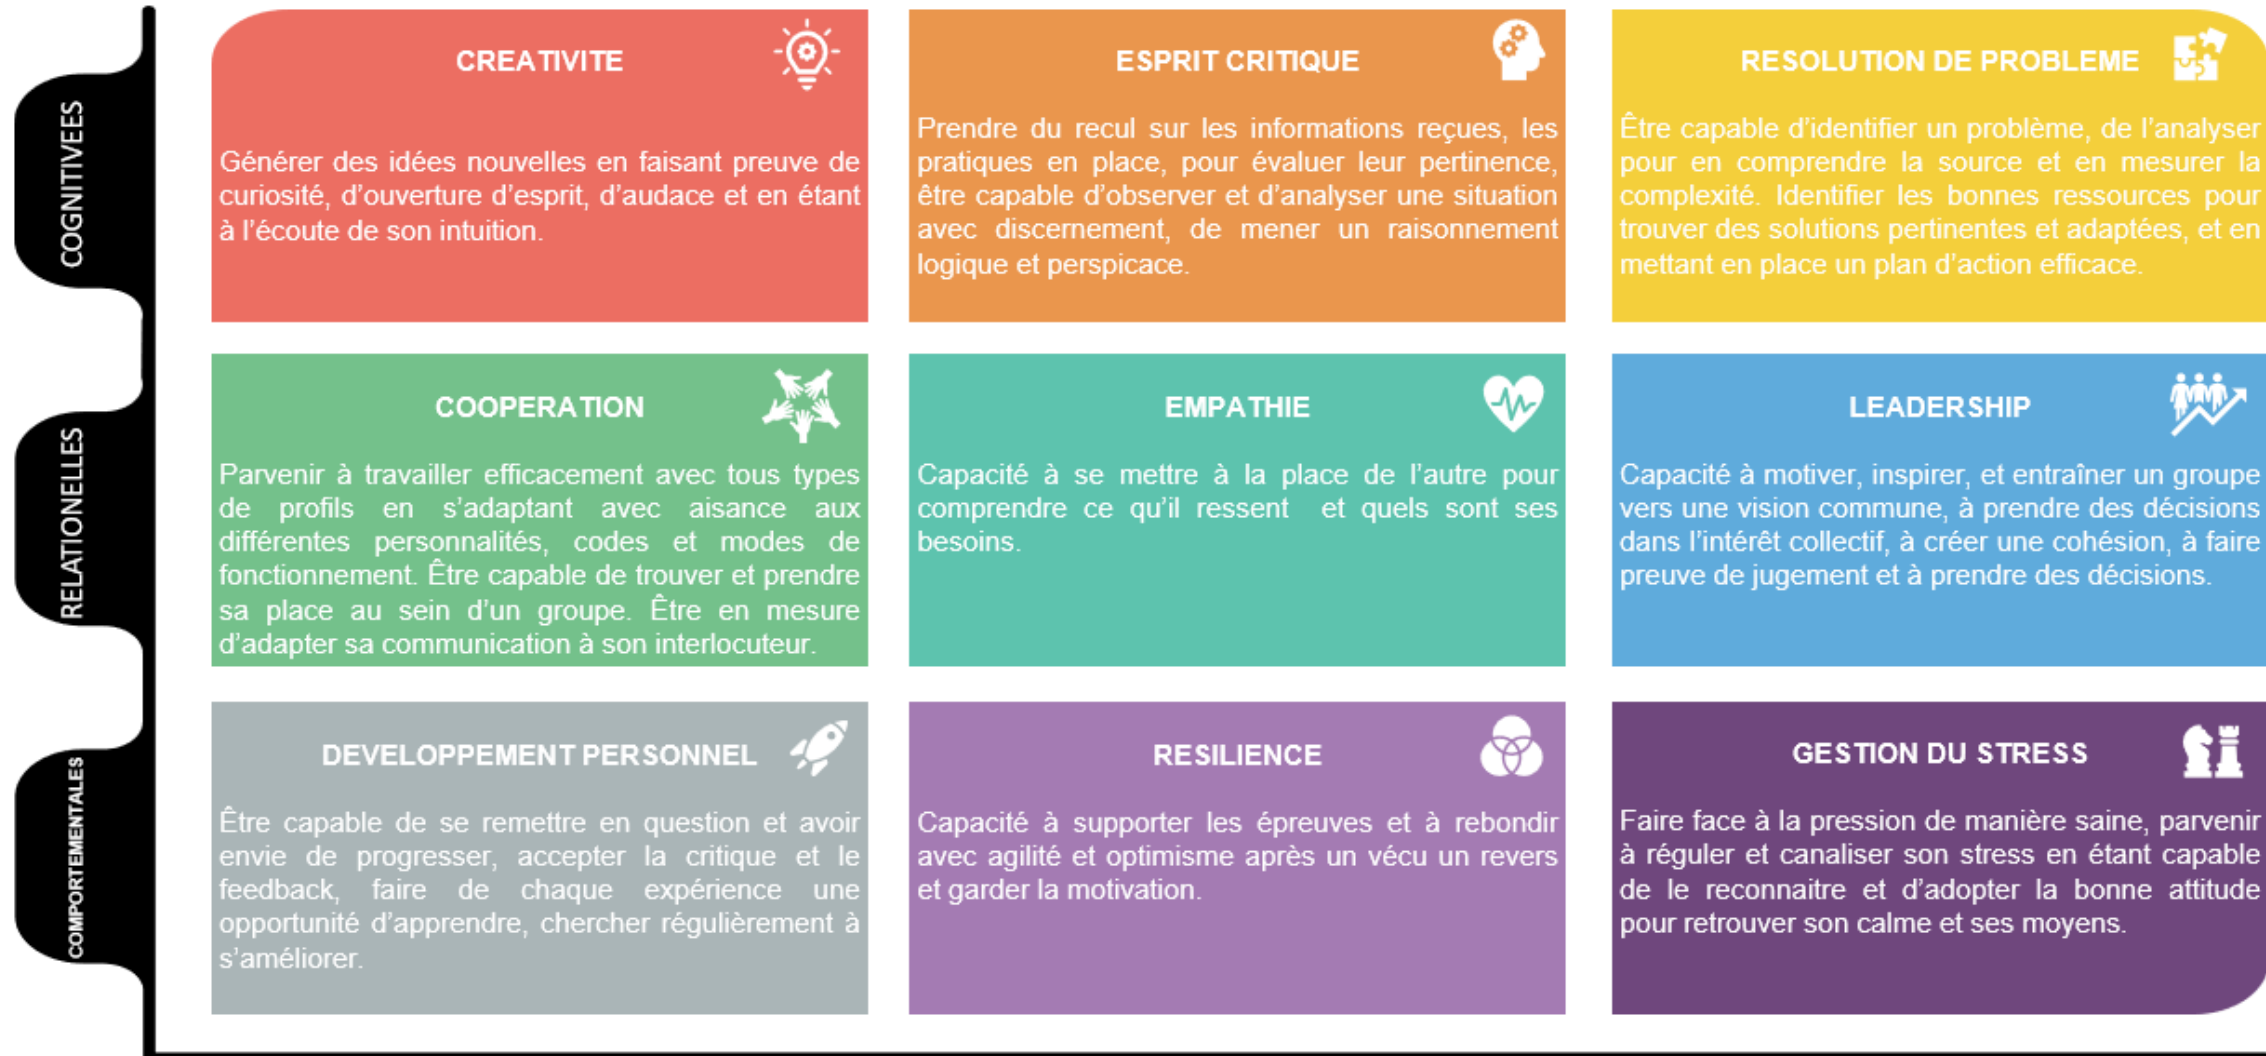 COGNITIVEES
CREATIVITE
Générer des idées nouvelles en faisant preuve de
curiosité, d’ouverture d’esprit, d’audace et en étant
à l’écoute de son intuition.
ESPRIT CRITIQUE
Prendre du recul sur les informations reçues, les
pratiques en place, pour évaluer leur pertinence,
être capable d’observer et d’analyser une situation
avec discernement, de mener un raisonnement
logique et perspicace.
RESOLUTION DE PROBLEME
Être capable d’identifier un problème, de l’analyser
pour en comprendre la source et en mesurer la
complexité. Identifier les bonnes ressources pour
trouver des solutions pertinentes et adaptées, et en
mettant en place un plan d’action efficace.
RELATIONELLES
COOPERATION
Parvenir à travailler efficacement avec tous types
de profils en s’adaptant avec aisance aux
différentes personnalités, codes et modes de
fonctionnement. Être capable de trouver et prendre
sa place au sein d’un groupe. Être en mesure
d’adapter sa communication à son interlocuteur.
EMPATHIE
Capacité à se mettre à la place de l’autre pour
comprendre ce qu’il ressent et quels sont ses
besoins.
LEADERSHIP
Capacité à motiver, inspirer, et entraîner un groupe
vers une vision commune, à prendre des décisions
dans l’intérêt collectif, à créer une cohésion, à faire
preuve de jugement et à prendre des décisions.
COMPORTEMENTALES
DEVELOPPEMENT PERSONNEL
Être capable de se remettre en question et avoir
envie de progresser, accepter la critique et le
feedback, faire de chaque expérience une
opportunité d’apprendre, chercher régulièrement à
s’améliorer.
RESILIENCE
Capacité à supporter les épreuves et à rebondir
avec agilité et optimisme après un vécu un revers
et garder la motivation.
GESTION DU STRESS
Faire face à la pression de manière saine, parvenir
à réguler et canaliser son stress en étant capable
de le reconnaitre et d’adopter la bonne attitude
pour retrouver son calme et ses moyens.